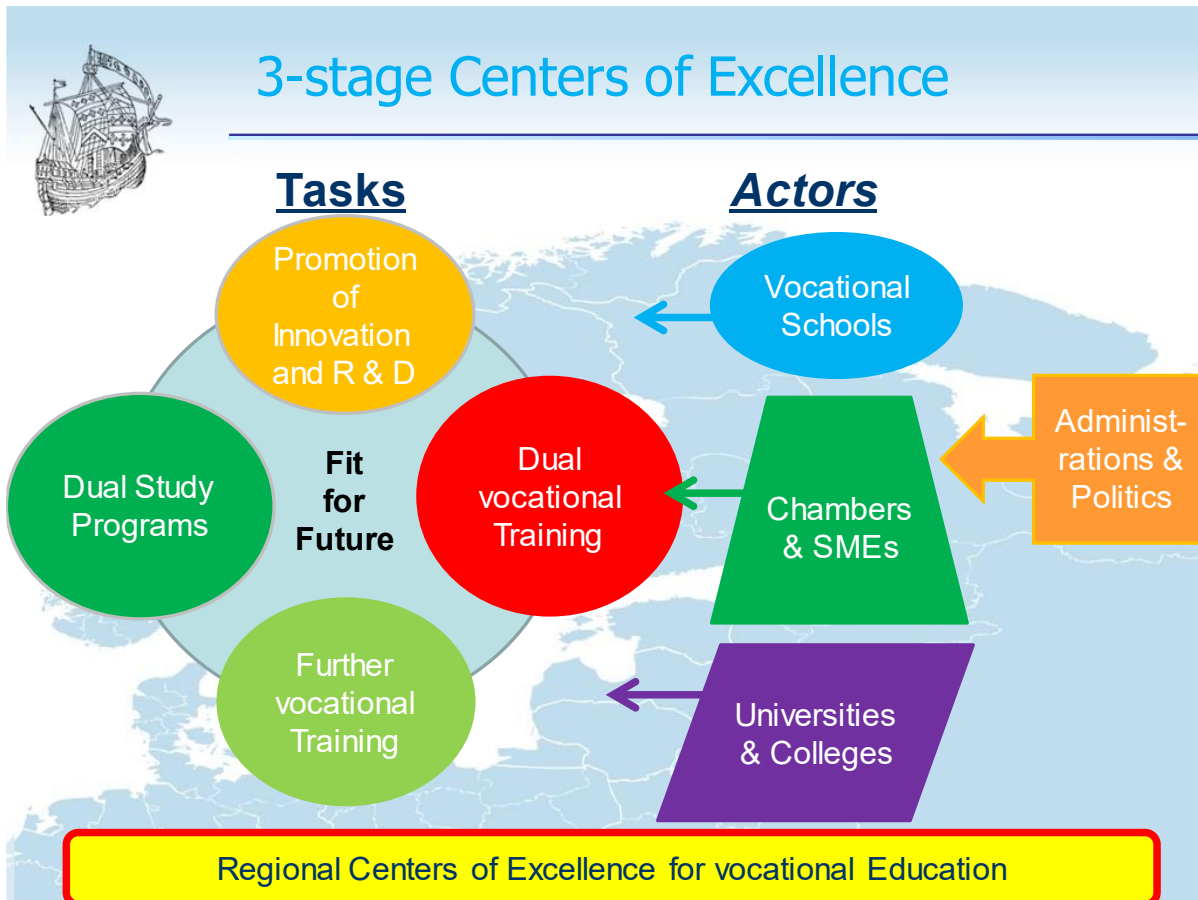 3-stage Centers of Excellence
Tasks
Actors
Promotion
of
Innovation
and R & D
Dual Study
Programs
Fit
for
Future
Dual
vocational
Training
Further
vocational
Training
Vocational
Schools
Chambers
& SMEs
Universities
& Colleges
Administ-
rations &
Politics
Regional Centers of Excellence for vocational Education